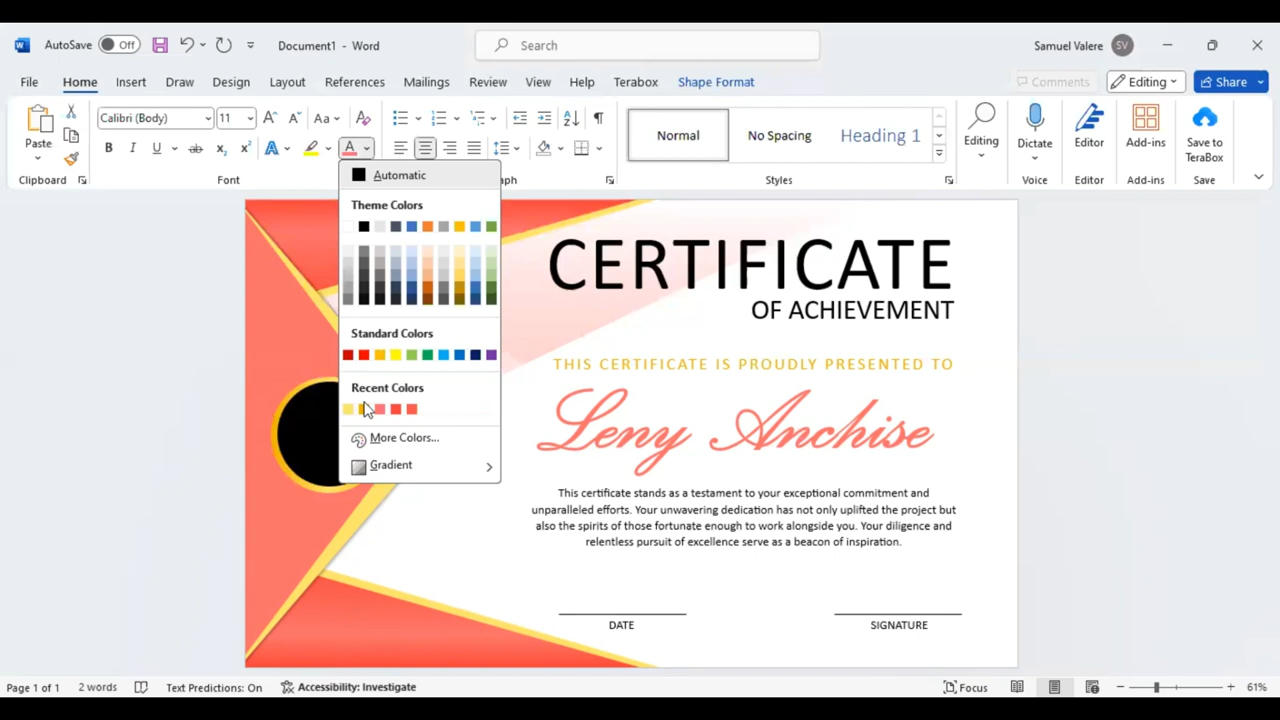 AutoSave Off Document1 - Word Search Samuel Valere SV
File Home Insert Draw Design Layout References Mailings Review View Help Terabox Shape Format Comments Editing Share
Paste Calibri (Body) 11 Aa Normal No Spacing Heading 1 Editing Dictate Editor Add-ins Save to TeraBox
B I U ab x2 x2 A A
Clipboard Font ph Styles Voice Editor Add-ins Save
Automatic
Theme Colors
Standard Colors
Recent Colors
More Colors...
Gradient
CERTIFICATE
OF ACHIEVEMENT
THIS CERTIFICATE IS PROUDLY PRESENTED TO
Leny Anchise
This certificate stands as a testament to your exceptional commitment and
unparalleled efforts. Your unwavering dedication has not only uplifted the project but
also the spirits of those fortunate enough to work alongside you. Your diligence and
relentless pursuit of excellence serve as a beacon of inspiration.
DATE SIGNATURE
Page 1 of 1 2 words Text Predictions: On Accessibility: Investigate Focus 61%